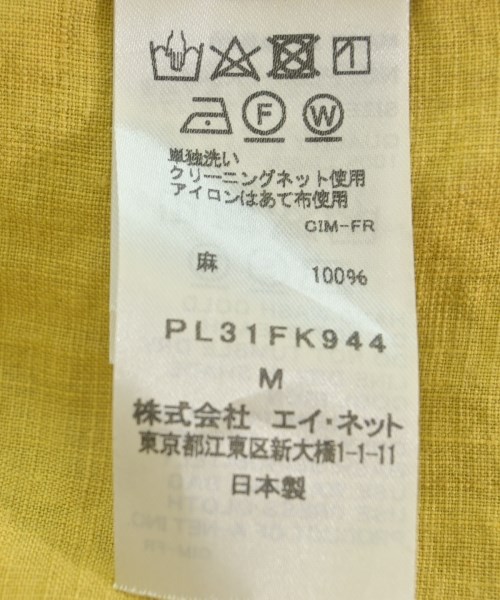 F W
単独洗い
クリーニングネット使用
アイロンはあて布使用
CIM-FR
麻 100%
PL31FK944
M
株式会社 エイ・ネット
東京都江東区新大橋1-1-11
日本製